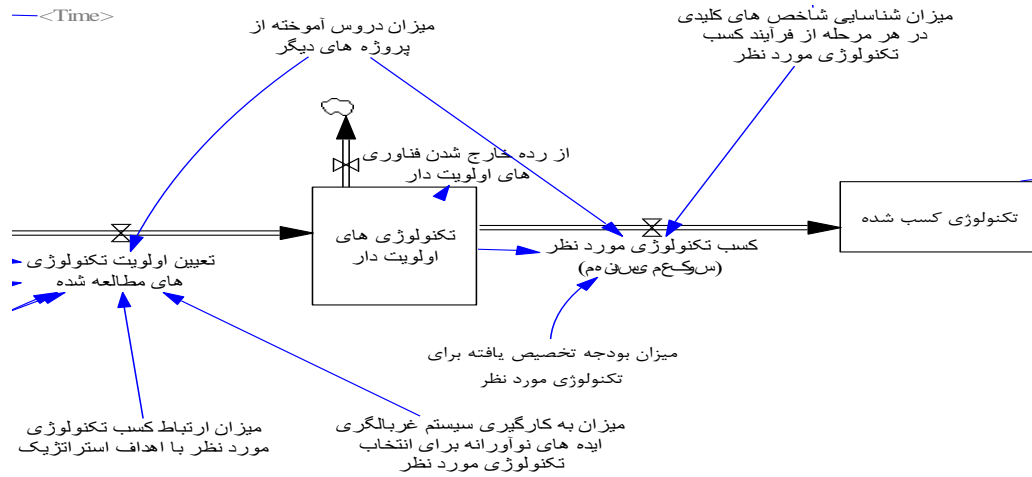 <Time>
میزان دروس آموخته از
پروژه های دیگر
میزان شناسایی شاخص های کلیدی
در هر مرحله از فرآیند کسب
تکنولوژی مورد نظر
از رده خارج شدن فناوری
های اولویت دار
تکنولوژی های
اولویت دار
تکنولوژی کسب شده
تعیین اولویت تکنولوژی
های مطالعه شده
کسب تکنولوژی مورد نظر
میزان بودجه تخصیص یافته برای
تکنولوژی مورد نظر
میزان ارتباط کسب تکنولوژی
مورد نظر با اهداف استراتژیک
میزان به کارگیری سیستم غربالگری
ایده های نوآورانه برای انتخاب
تکنولوژی مورد نظر